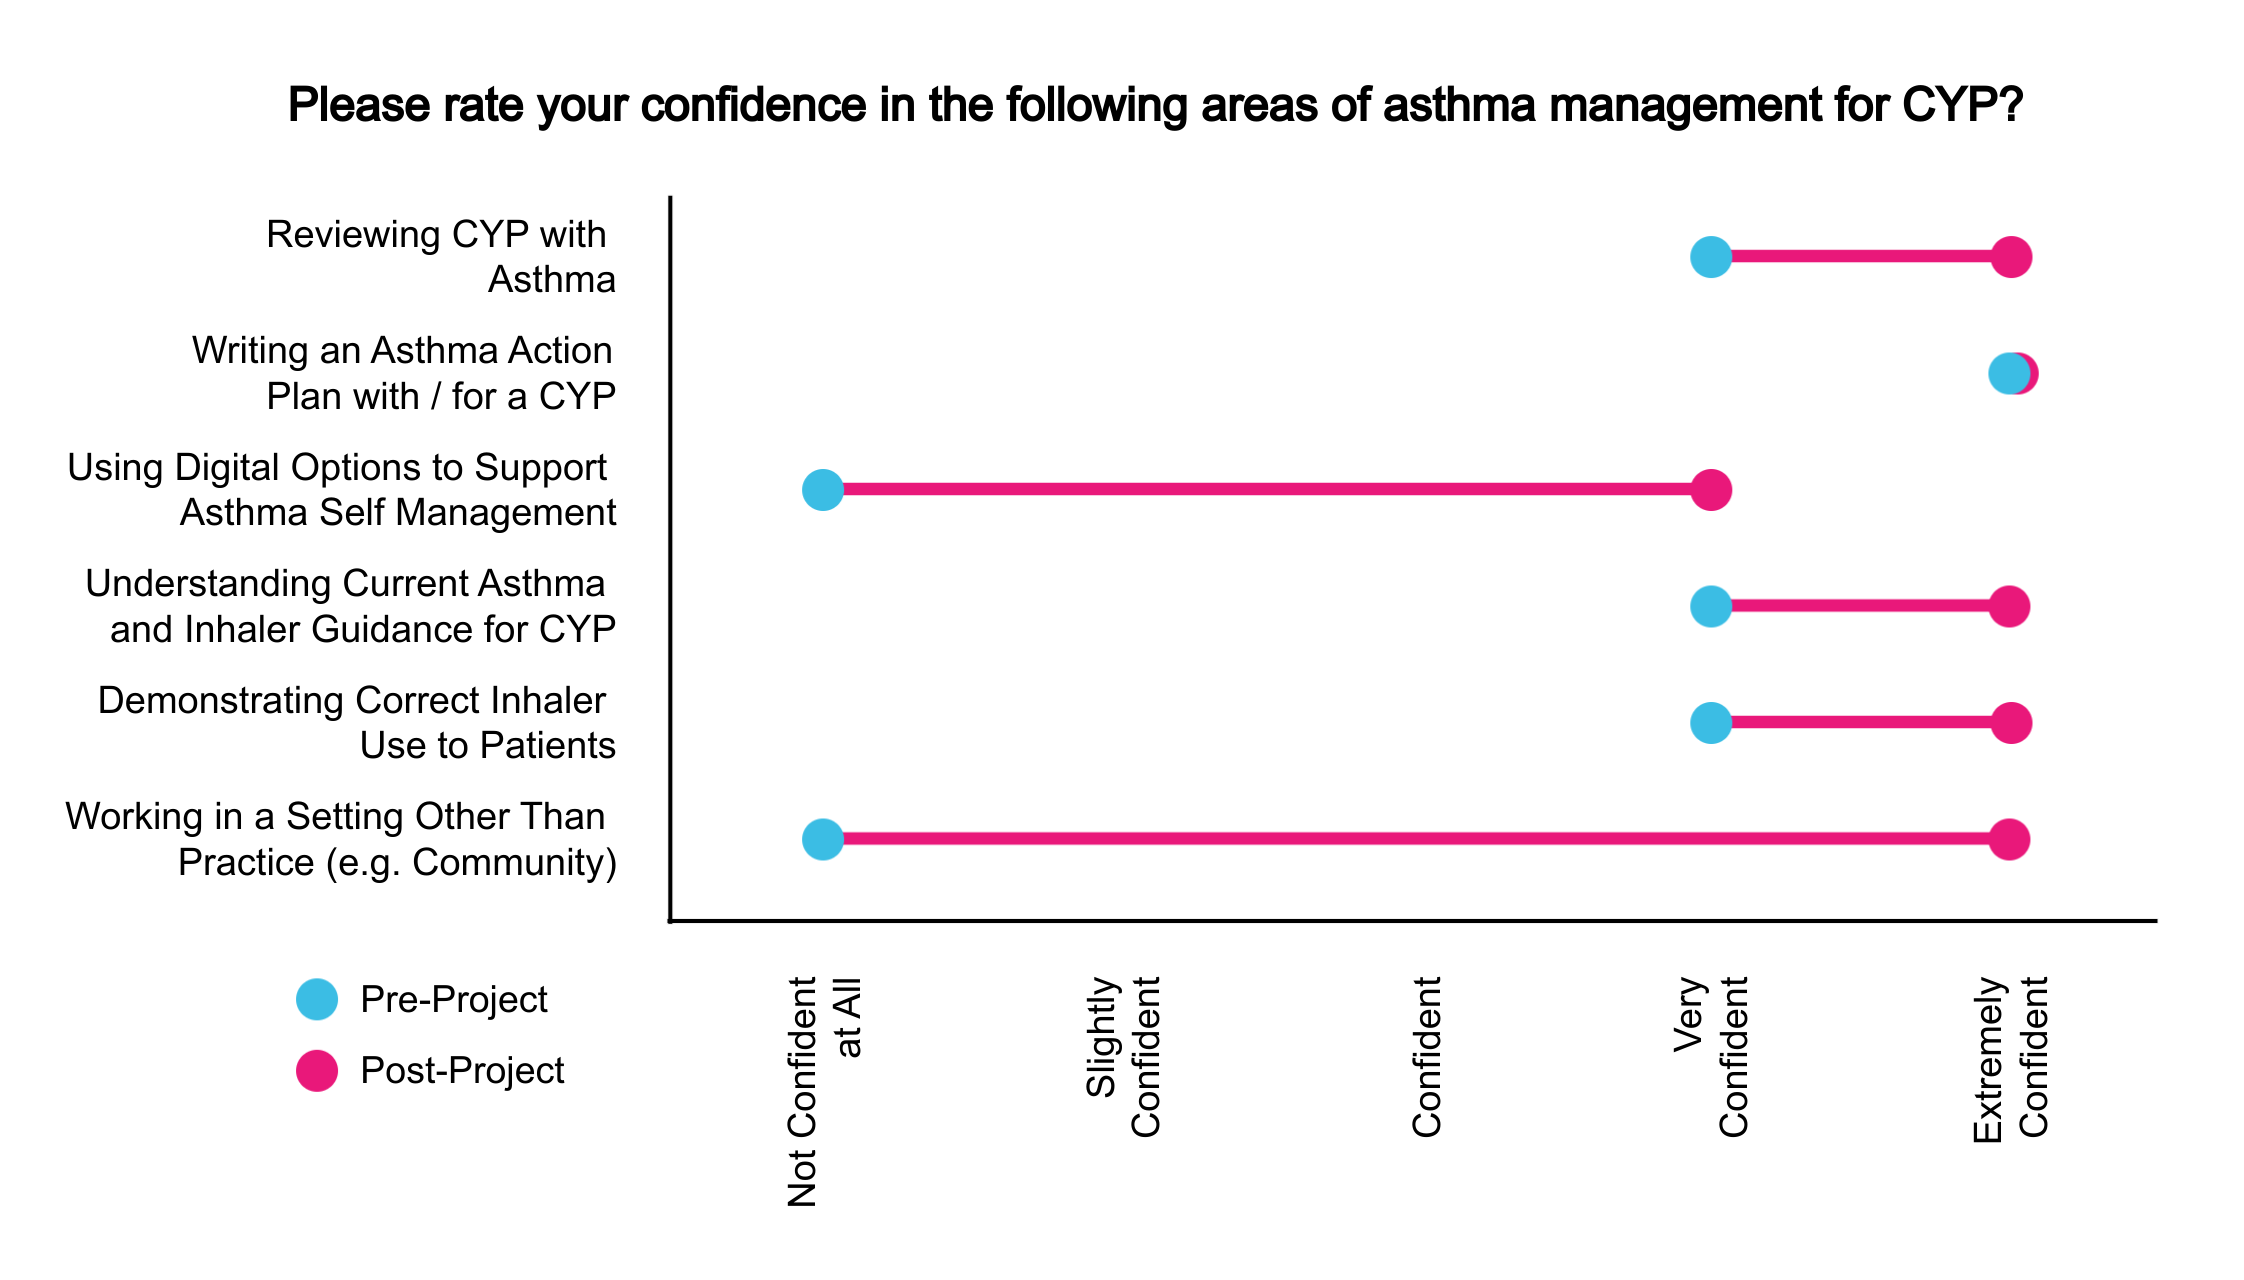 Please rate your confidence in the following areas of asthma management for CYP?
Reviewing CYP with
Asthma
Writing an Asthma Action
Plan with / for a CYP
Using Digital Options to Support
Asthma Self Management
Understanding Current Asthma
and Inhaler Guidance for CYP
Demonstrating Correct Inhaler
Use to Patients
Working in a Setting Other Than
Practice (e.g. Community)
Not Confident
at All
Slightly
Confident
Confident
Very
Confident
Extremely
Confident
Pre-Project
Post-Project